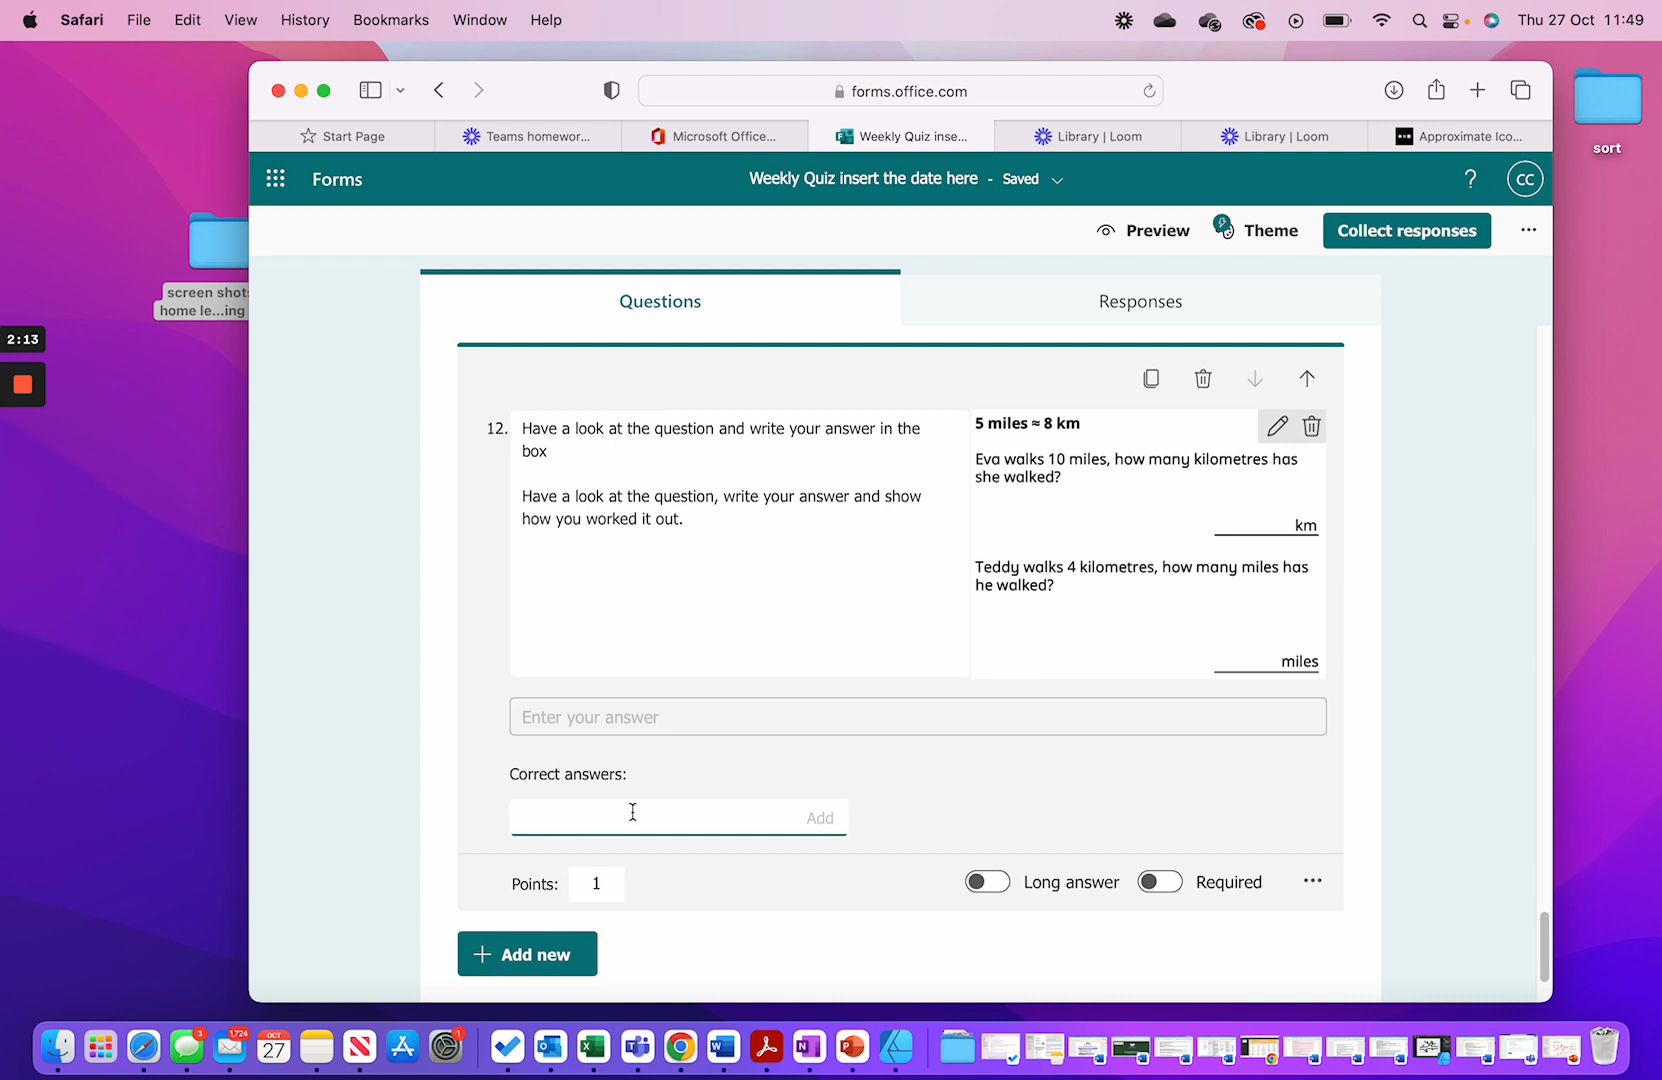 Safari File Edit View History Bookmarks Window Help
Thu 27 Oct 11:49
forms.office.com
Start Page
Teams homewor...
Microsoft Office...
Weekly Quiz inse...
Library | Loom
Library | Loom
Approximate Ico...
sort
Forms
Weekly Quiz insert the date here - Saved
?
CC
Preview
Theme
Collect responses
screen shot
home le...ing
2:13
Questions
Responses
12. Have a look at the question and write your answer in the
box
Have a look at the question, write your answer and show
how you worked it out.
5 miles ≈ 8 km
Eva walks 10 miles, how many kilometres has
she walked?
km
Teddy walks 4 kilometres, how many miles has
he walked?
miles
Enter your answer
Correct answers:
Add
Points: 1
Long answer
Required
+ Add new
3
1,724
OCT
27
1